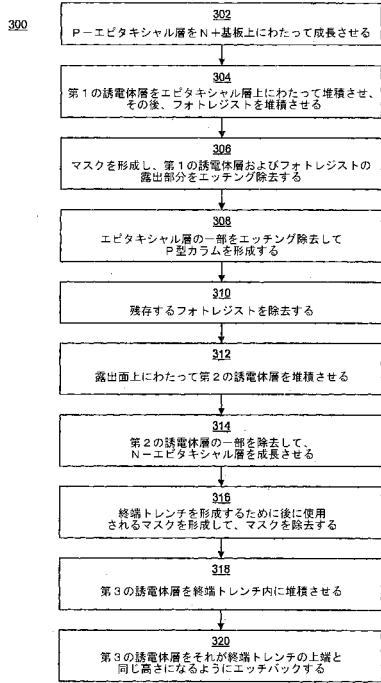 300
302
P－エピタキシャル層をN＋基板上にわたって成長させる
304
第1の誘電体層をエピタキシャル層上にわたって堆積させ、
その後、フォトレジストを堆積させる
306
マスクを形成し、第1の誘電体層およびフォトレジストの
露出部分をエッチング除去する
308
エピタキシャル層の一部をエッチング除去して
P型カラムを形成する
310
残存するフォトレジストを除去する
312
露出面上にわたって第2の誘電体層を堆積させる
314
第2の誘電体層の一部を除去して、
N－エピタキシャル層を成長させる
316
終端トレンチを形成するために後に使用
されるマスクを形成して、マスクを除去する
318
第3の誘電体層を終端トレンチ内に堆積させる
320
第3の誘電体層をそれが終端トレンチの上端と
同じ高さになるようにエッチバックする